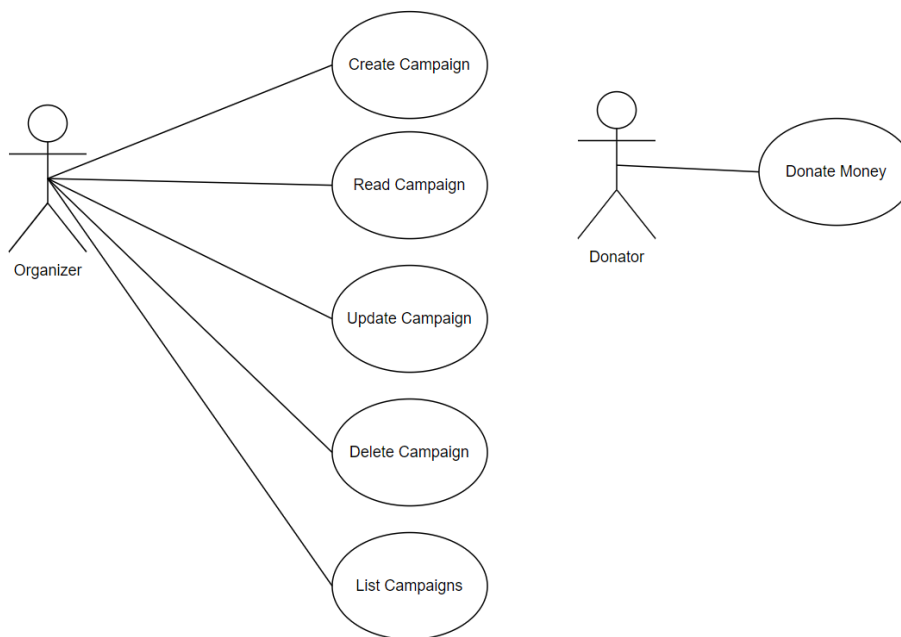 Create Campaign
Read Campaign
Organizer
Update Campaign
Delete Campaign
List Campaigns
Donate Money
Donator